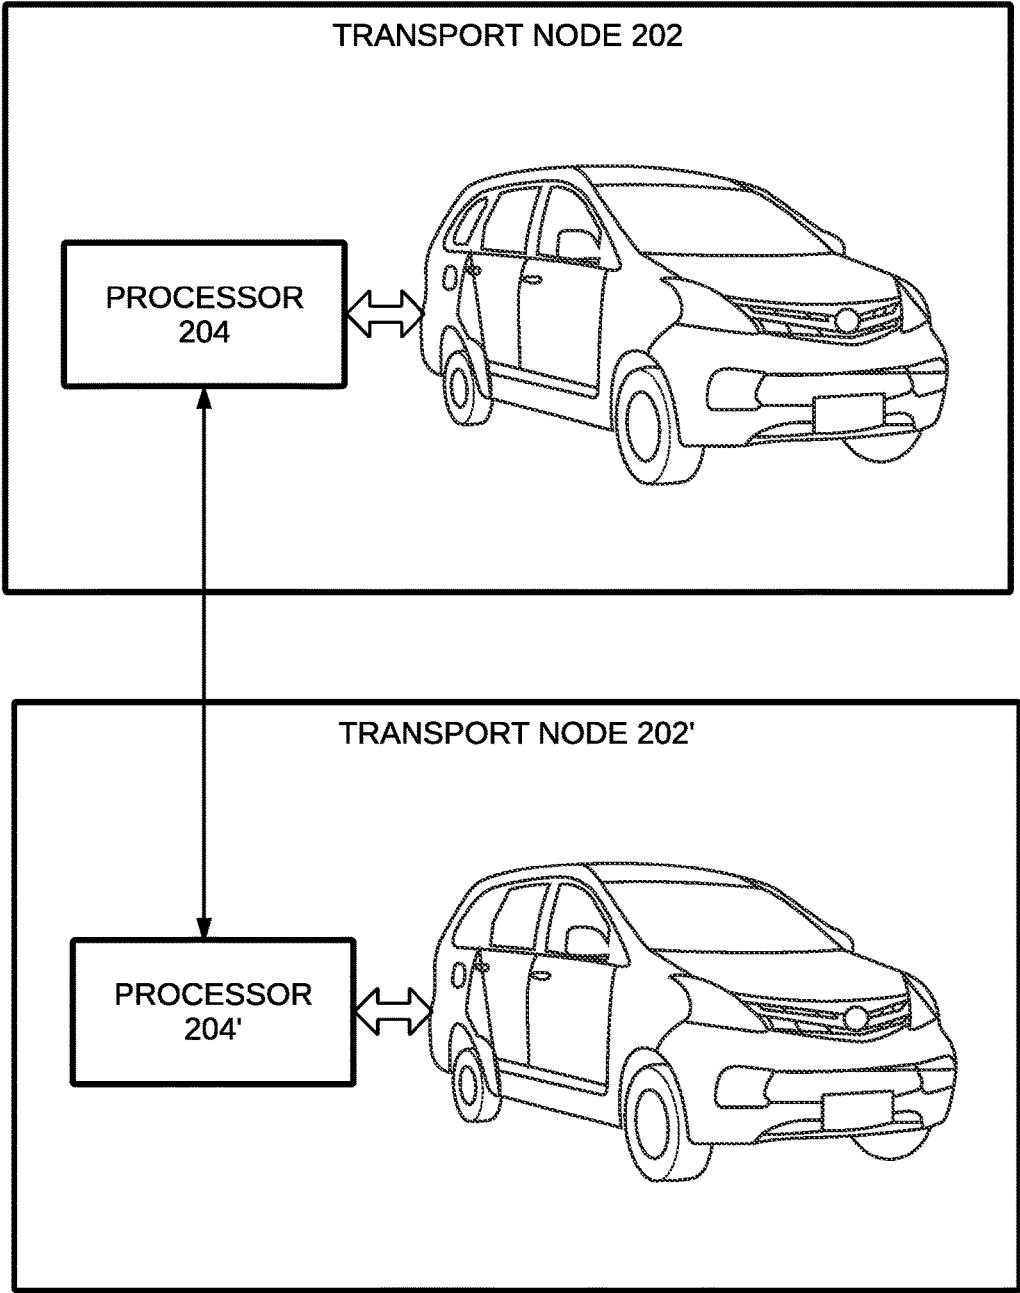 TRANSPORT NODE 202
PROCESSOR
204
TRANSPORT NODE 202'
PROCESSOR
204'